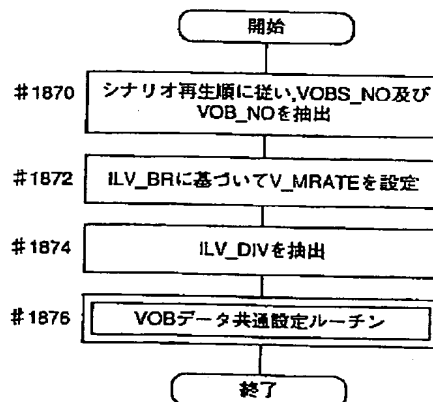 開始
#1870
シナリオ再生順に従い,VOBS_NO及び
VOB_NOを抽出
#1872
ILV_BRに基づいてV_MRATEを設定
#1874
ILV_DIVを抽出
#1876
VOBデータ共通設定ルーチン
終了